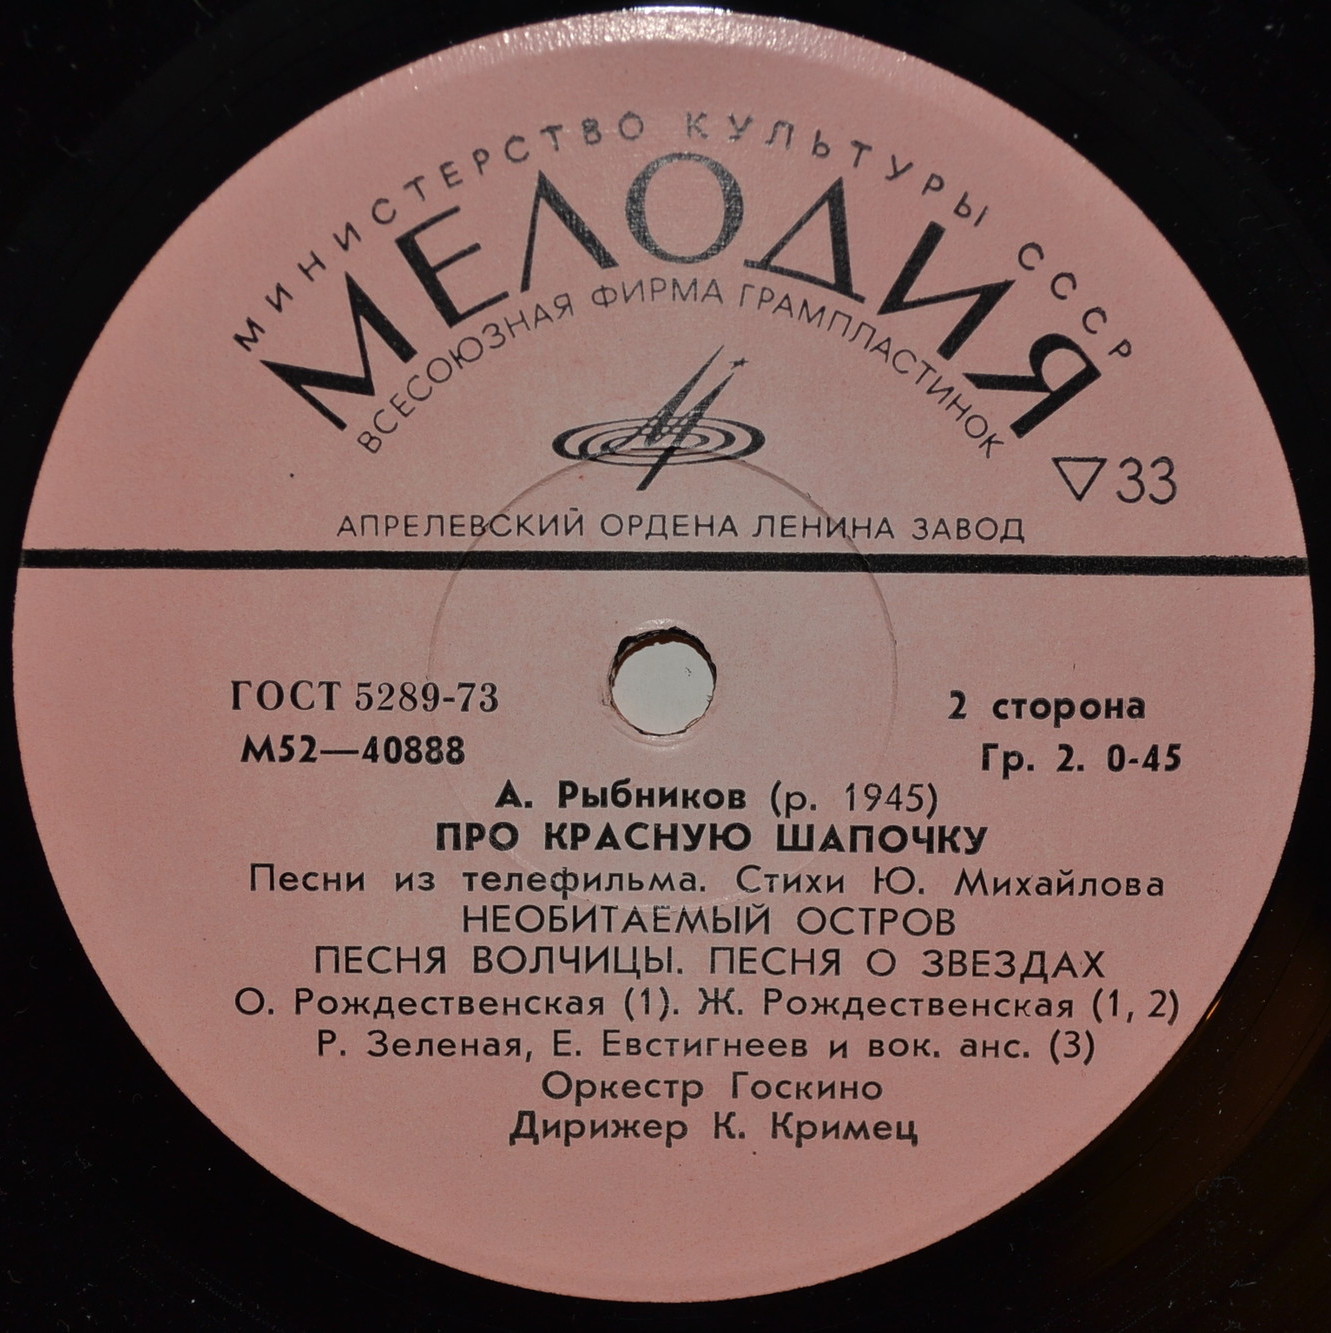 МИНИСТЕРСТВО КУЛЬТУРЫ СССР
МЕЛОДИЯ
ВСЕСОЮЗНАЯ ФИРМА ГРАМПЛАСТИНОК
33
АПРЕЛЕВСКИЙ ОРДЕНА ЛЕНИНА ЗАВОД
ГОСТ 5289-73
2 сторона
М52—40888
Гр. 2. 0-45
А. Рыбников (р. 1945)
ПРО КРАСНУЮ ШАПОЧКУ
Песни из телефильма. Стихи Ю. Михайлова
НЕОБИТАЕМЫЙ ОСТРОВ
ПЕСНЯ ВОЛЧИЦЫ. ПЕСНЯ О ЗВЕЗДАХ
О. Рождественская (1). Ж. Рождественская (1, 2)
Р. Зеленая, Е. Евстигнеев и вок. анс. (3)
Оркестр Госкино
Дирижер К. Кримец